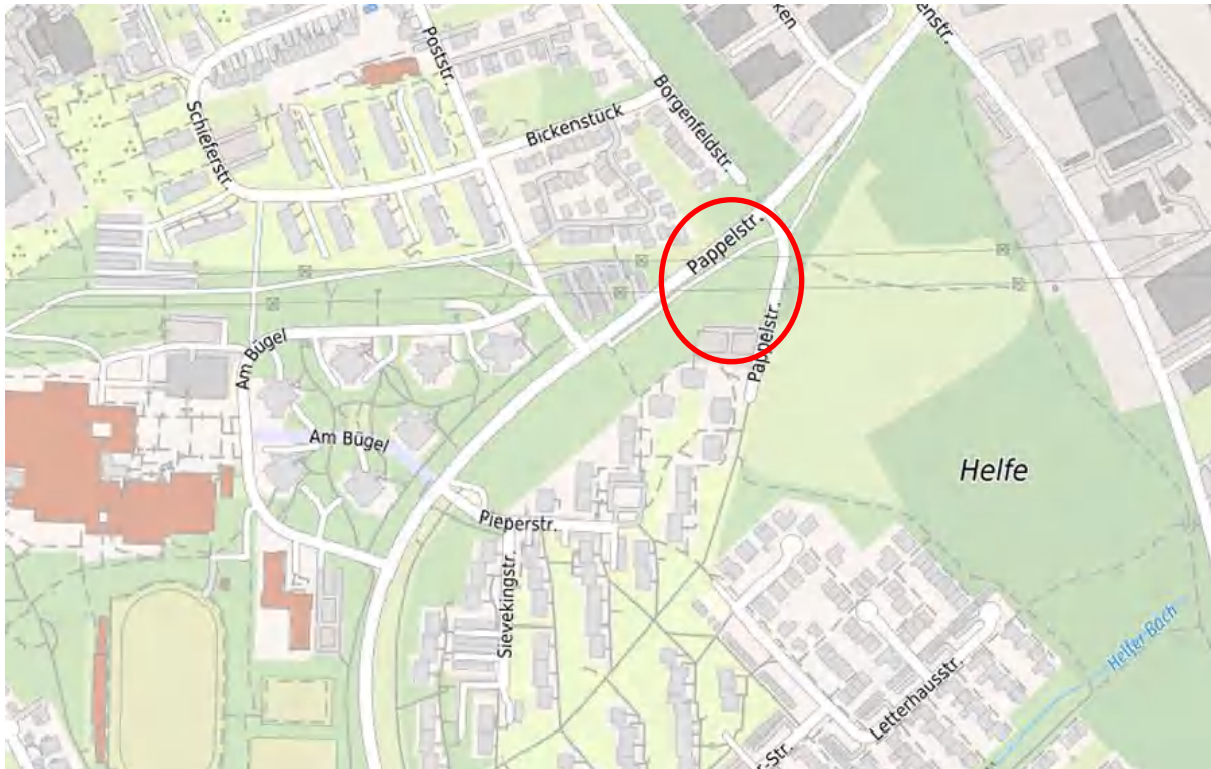 Poststr.
Schieferstr.
Bickenstück
Borgenfeldstr.
Pappelstr.
Pappelstr.
Am Bügel
Am Bügel
Helfe
Pieperstr.
Sievekingstr.
Letterhausstr.
Helfer Bach